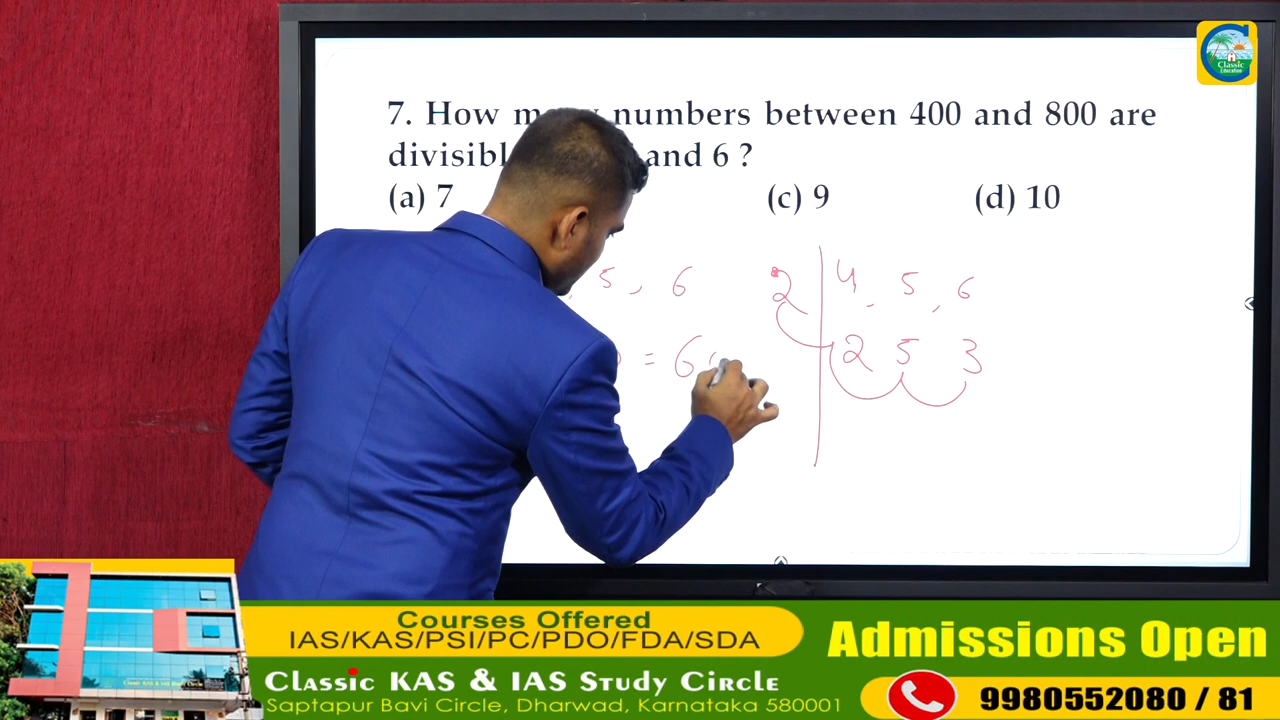 7. How numbers between 400 and 800 are
and 6 ?
(a) 7 (c) 9 (d) 10
5, 6
2 4, 5, 6
= 6
2 5 3
Classic
Education
Courses Offered
IAS/KAS/PSI/PC/PDO/FDA/SDA
Classic KAS & IAS Study Circle
Saptapur Bavi Circle, Dharwad, Karnataka 580001
Admissions Open
9980552080 / 81